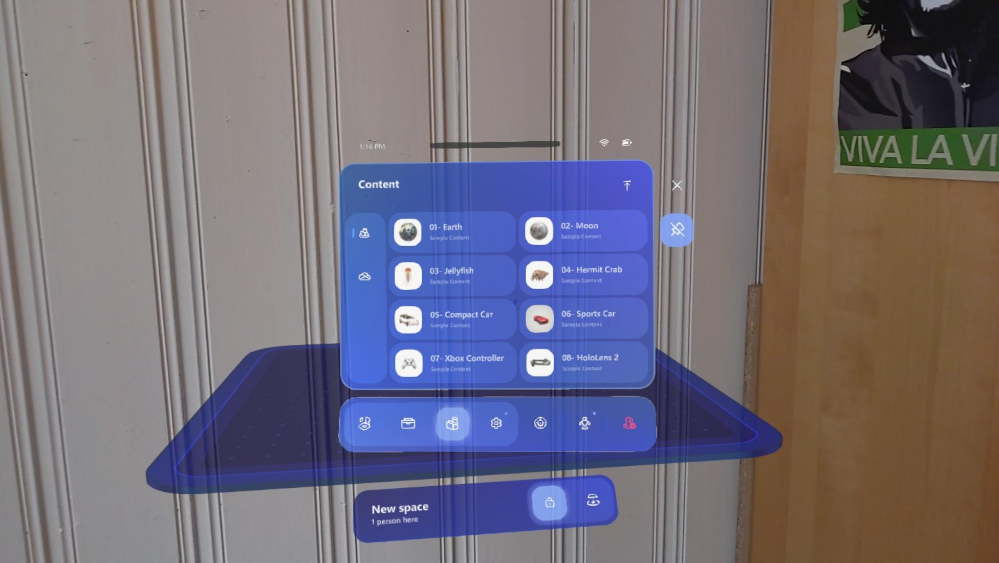 VIVA LA VI
1:16 PM
Content
01- Earth
Sample Content
02- Moon
Sample Content
03- Jellyfish
Sample Content
04- Hermit Crab
Sample Content
05- Compact Car
Sample Content
06- Sports Car
Sample Content
07- Xbox Controller
Sample Content
08- HoloLens 2
Sample Content
New space
1 person here